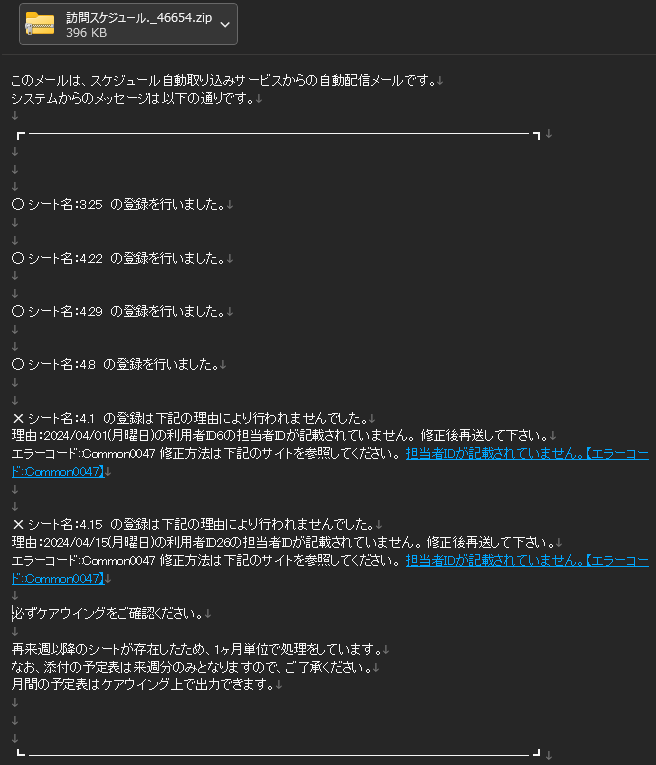 訪問スケジュール._46654.zip
396 KB
このメールは、スケジュール自動取り込みサービスからの自動配信メールです。↓
システムからのメッセージは以下の通りです。↓
↓
┏ ━━━━━━━━━━━━━━━━━━━━━━━━━━━━━━━━━ ┓↓
↓
↓
↓
○ シート名：3.25 の登録を行いました。↓
↓
↓
○ シート名：4.22 の登録を行いました。↓
↓
↓
○ シート名：4.29 の登録を行いました。↓
↓
↓
○ シート名：4.8 の登録を行いました。↓
↓
↓
× シート名：4.1 の登録は下記の理由により行われませんでした。↓
理由：2024/04/01(月曜日)の利用者ID6の担当者IDが記載されていません。修正後再送して下さい。↓
エラーコード:Common0047 修正方法は下記のサイトを参照してください。 担当者IDが記載されていません。【エラーコー
ド:Common0047】↓
↓
↓
× シート名：4.15 の登録は下記の理由により行われませんでした。↓
理由：2024/04/15(月曜日)の利用者ID26の担当者IDが記載されていません。修正後再送して下さい。↓
エラーコード:Common0047 修正方法は下記のサイトを参照してください。 担当者IDが記載されていません。【エラーコー
ド:Common0047】↓
↓
必ずケアウイングをご確認ください。↓
↓
再来週以降のシートが存在したため、1ヶ月単位で処理をしています。↓
なお、添付の予定表は来週分のみとなりますので、ご了承ください。↓
月間の予定表はケアウイング上で出力できます。↓
↓
↓
↓
┗ ━━━━━━━━━━━━━━━━━━━━━━━━━━━━━━━━━ ┛↓